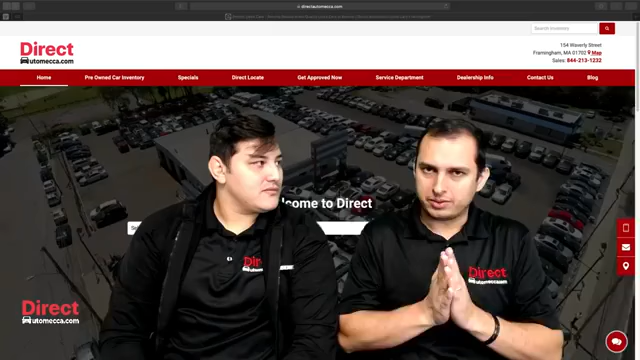 directautomecca.com
Search Inventory
Direct
utomecca.com
154 Waverly Street
Framingham, MA 01702 Map
Sales: 844-213-1232
Home
Pre Owned Car Inventory
Specials
Direct Locate
Get Approved Now
Service Department
Dealership Info
Contact Us
Blog
lcome to Direct
Direct
Direct
utomecca.com
Direct
utomecca.com